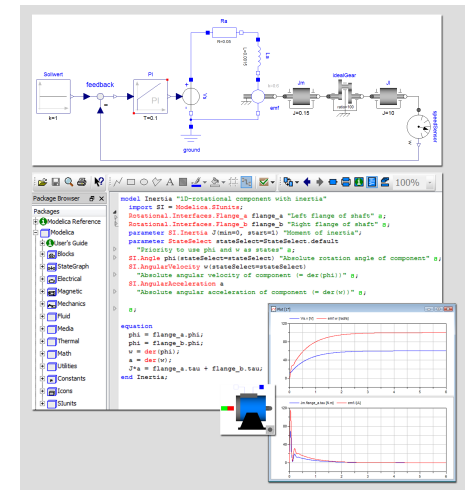 Ra
R=0.05
La
L=0.0015
Sollwert
feedback
PI
PI
Vs
emf
Jm
idealGear
Jl
k=1
T=0.1
J=0.15
ratio=100
J=10
speedSensor
w
ground
100%
Package Browser
Packages
Modelica Reference
Modelica
User's Guide
Blocks
StateGraph
Electrical
Magnetic
Mechanics
Fluid
Media
Thermal
Math
Utilities
Constants
Icons
SIunits
model Inertia "1D-rotational component with inertia"
import SI = Modelica.SIunits;
Rotational.Interfaces.Flange_a flange_a "Left flange of shaft"
Rotational.Interfaces.Flange_b flange_b "Right flange of shaft"
parameter SI.Inertia J(min=0, start=1) "Moment of inertia";
parameter StateSelect stateSelect=StateSelect.default
"Priority to use phi and w as states"
SI.Angle phi(stateSelect=stateSelect) "Absolute rotation angle of component"
SI.AngularVelocity w(stateSelect=stateSelect)
"Absolute angular velocity of component (= der(phi))"
SI.AngularAcceleration a
"Absolute angular acceleration of component (= der(w))"
equation
phi = flange_a.phi;
phi = flange_b.phi;
w = der(phi);
a = der(w);
J*a = flange_a.tau + flange_b.tau;
end Inertia;